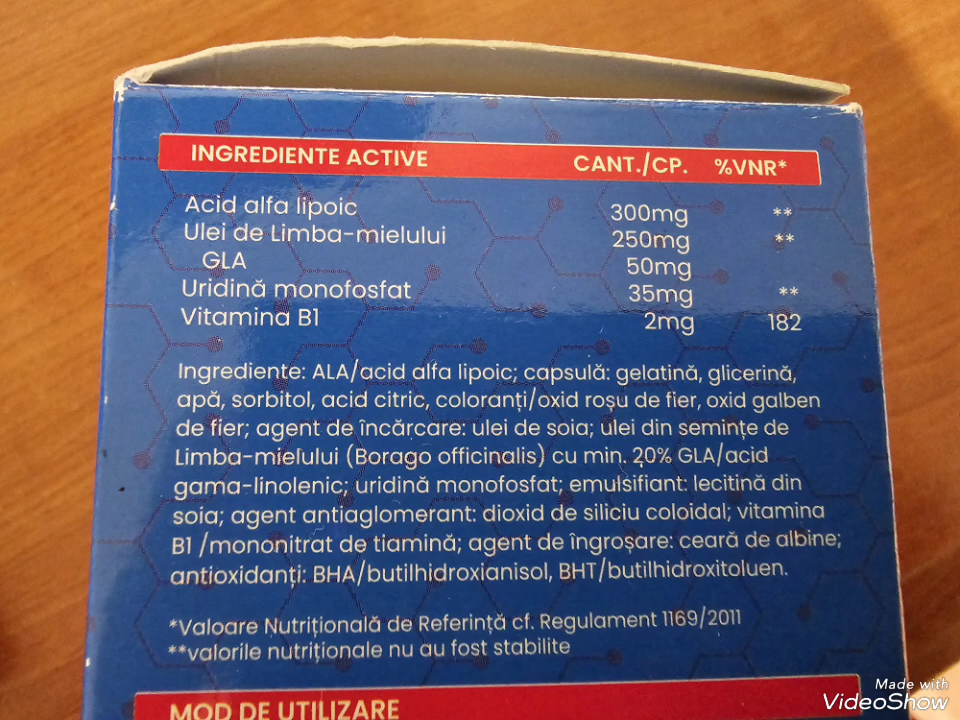 INGREDIENTE ACTIVE CANT./CP. %VNR*
Acid alfa lipoic 300mg **
Ulei de Limba-mielului 250mg **
GLA 50mg
Uridină monofosfat 35mg **
Vitamina B1 2mg 182
Ingrediente: ALA/acid alfa lipoic; capsulă: gelatină, glicerină,
apă, sorbitol, acid citric, coloranți/oxid roșu de fier, oxid galben
de fier; agent de încărcare: ulei de soia; ulei din semințe de
Limba-mielului (Borago officinalis) cu min. 20% GLA/acid
gama-linolenic; uridină monofosfat; emulsifiant: lecitină din
soia; agent antiaglomerant: dioxid de siliciu coloidal; vitamina
B1 /mononitrat de tiamină; agent de îngroșare: ceară de albine;
antioxidanți: BHA/butilhidroxianisol, BHT/butilhidroxitoluen.
*Valoare Nutrițională de Referință cf. Regulament 1169/2011
**valorile nutriționale nu au fost stabilite
MOD DE UTILIZARE
Made with
VideoShow